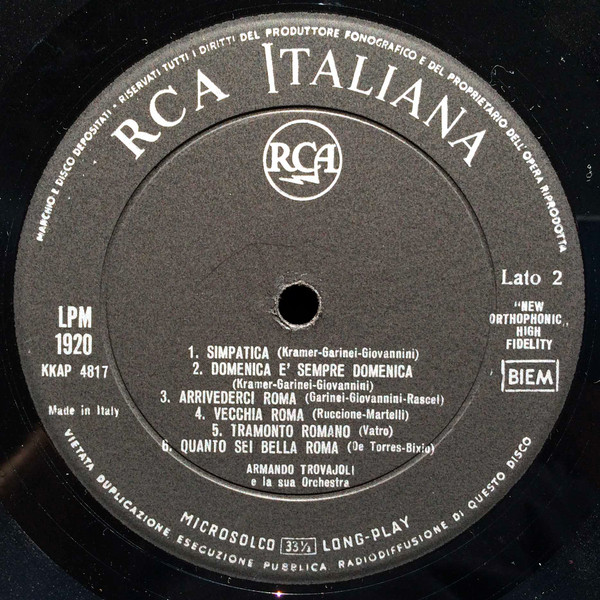 MARCHIO E DISCO DEPOSITATI · RISERVATI TUTTI I DIRITTI DEL PRODUTTORE FONOGRAFICO E DEL PROPRIETARIO DELL'OPERA RIPRODOTTA
RCA ITALIANA
RCA
Lato 2
LPM
1920
KKAP 4817
Made in Italy
"NEW
ORTHOPHONIC„
HIGH
FIDELITY
BIEM
1. SIMPATICA (Kramer-Garinei-Giovannini)
2. DOMENICA E' SEMPRE DOMENICA
(Kramer-Garinei-Giovannini)
3. ARRIVEDERCI ROMA (Garinei-Giovannini-Rascel)
4. VECCHIA ROMA (Ruccione-Martelli)
5. TRAMONTO ROMANO (Vatro)
6. QUANTO SEI BELLA ROMA (De Torres-Bixio)
ARMANDO TROVAJOLI
e la sua Orchestra
MICROSOLCO 33⅓ LONG-PLAY
VIETATA DUPLICAZIONE ESECUZIONE PUBBLICA RADIODIFFUSIONE DI QUESTO DISCO